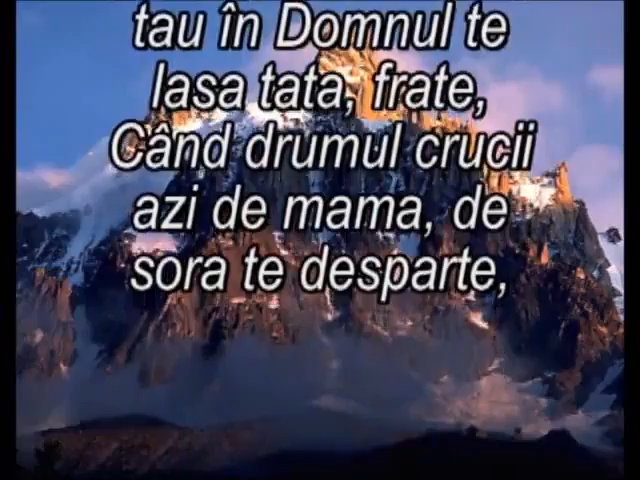 tau în Domnul te
lasa tata, frate,
Când drumul crucii
azi de mama, de
sora te desparte,